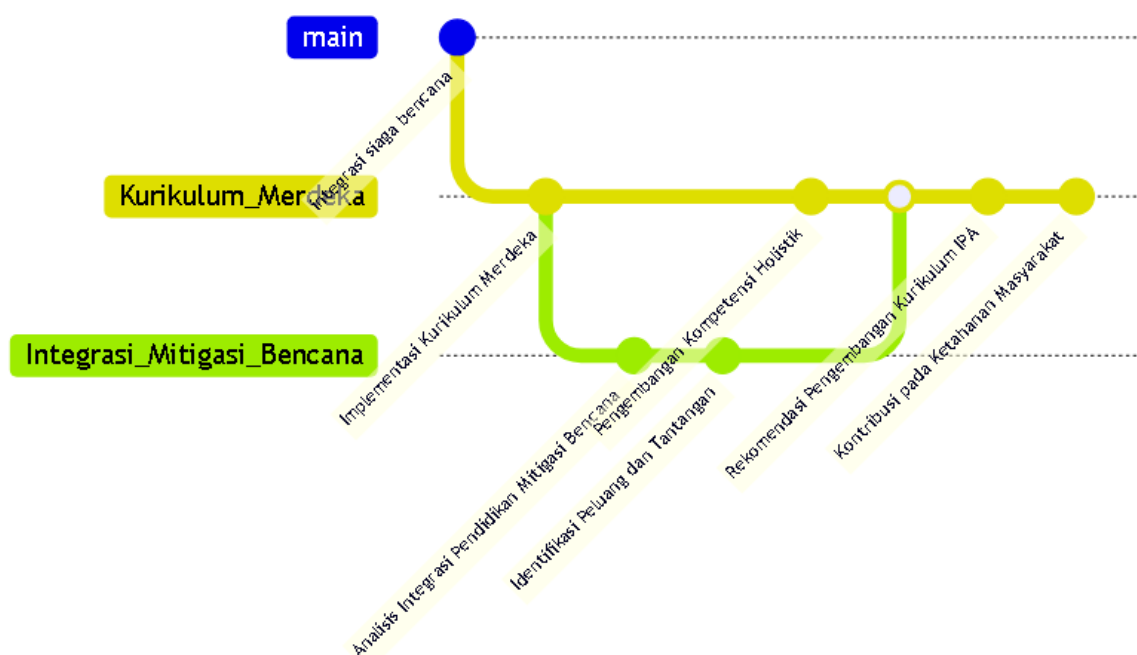 main
Integrasi siaga bencana
Kurikulum_Merdeka
Implementasi Kurikulum Merdeka
Pengembangan Kompetensi Holistik
Rekomendasi Pengembangan Kurikulum IPA
Kontribusi pada Ketahanan Masyarakat
Integrasi_Mitigasi_Bencana
Analisis Integrasi Pendidikan Mitigasi Bencana
Identifikasi Peluang dan Tantangan